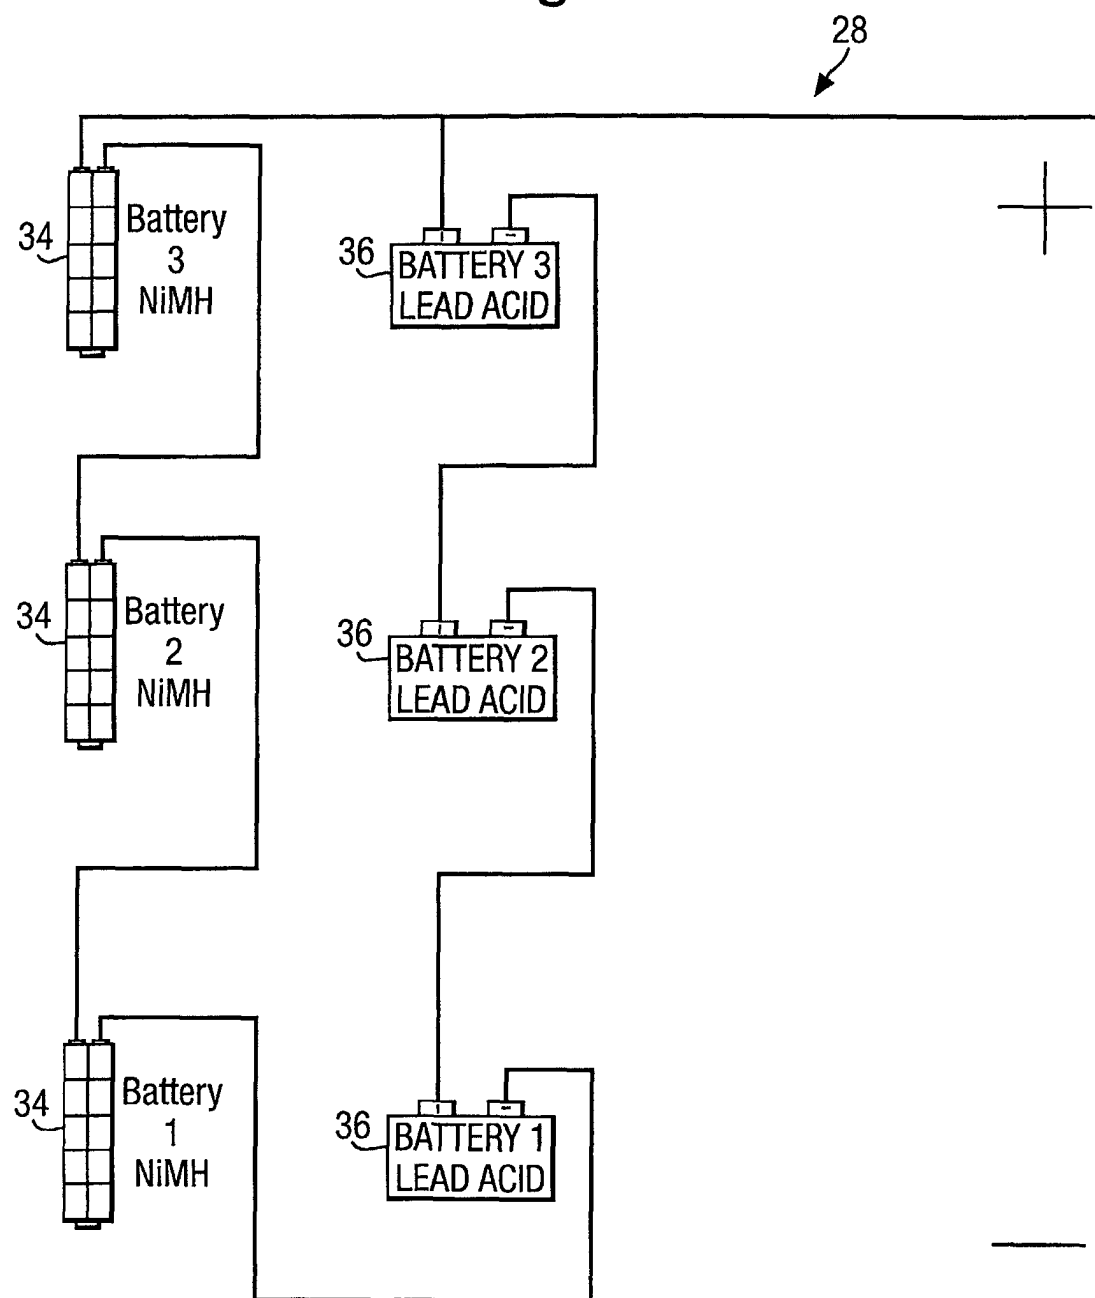 28
34
Battery
3
NiMH
36
BATTERY 3
LEAD ACID
34
Battery
2
NiMH
36
BATTERY 2
LEAD ACID
34
Battery
1
NiMH
36
BATTERY 1
LEAD ACID